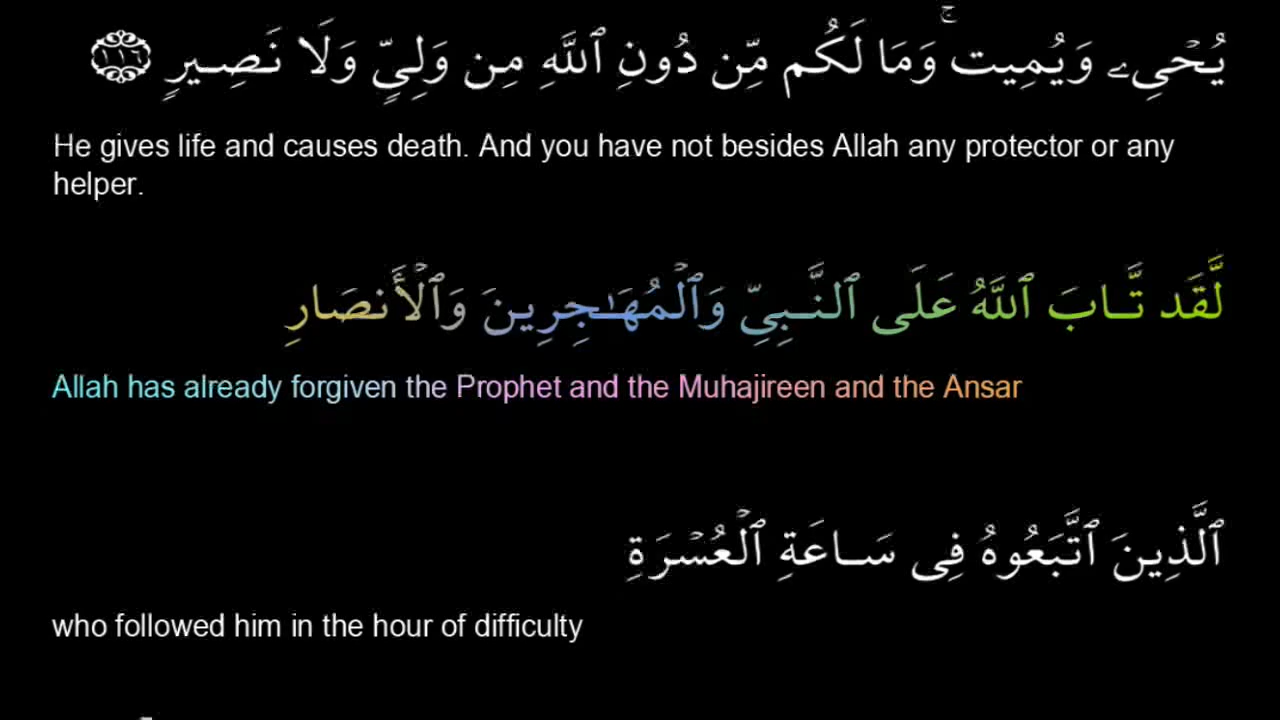 يُحْىِۦ وَيُمِيت ۚ وَمَا لَكُم مِّن دُونِ ٱللَّهِ مِن وَلِىٍّ وَلَا نَصِيرٍ ١١٦
He gives life and causes death. And you have not besides Allah any protector or any
helper.
لَّقَد تَّابَ ٱللَّهُ عَلَى ٱلنَّبِىِّ وَٱلْمُهَـٰجِرِينَ وَٱلْأَنصَارِ
Allah has already forgiven the Prophet and the Muhajireen and the Ansar
ٱلَّذِينَ ٱتَّبَعُوهُ فِى سَاعَةِ ٱلْعُسْرَةِ
who followed him in the hour of difficulty